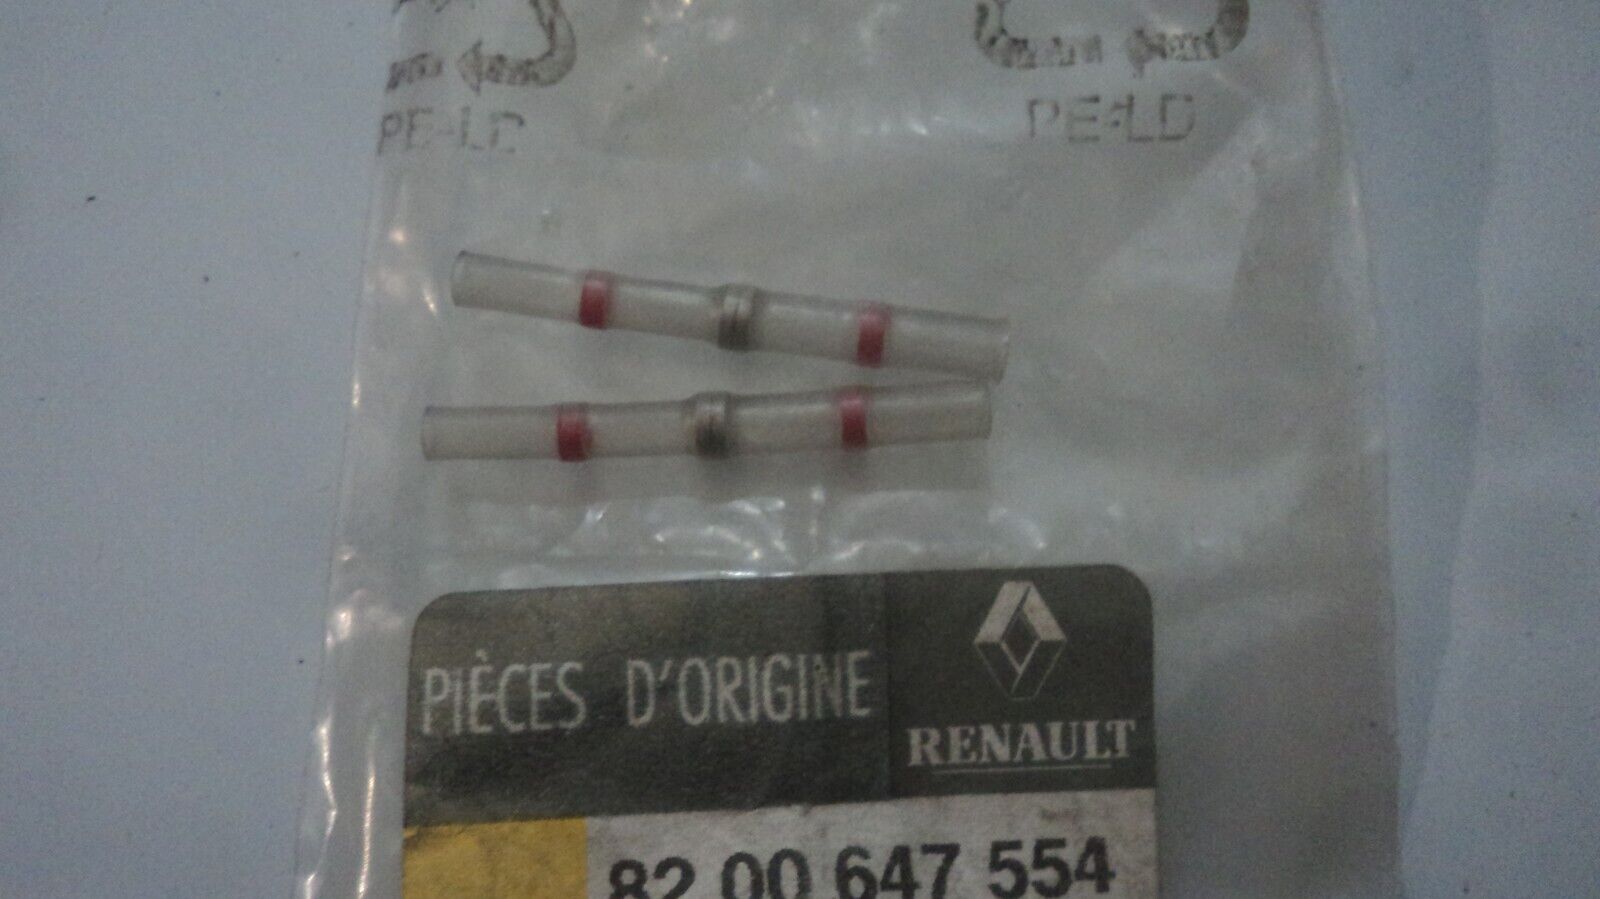 PE-LD
PE-LD
PIÈCES D'ORIGINE
RENAULT
82 00 647 554